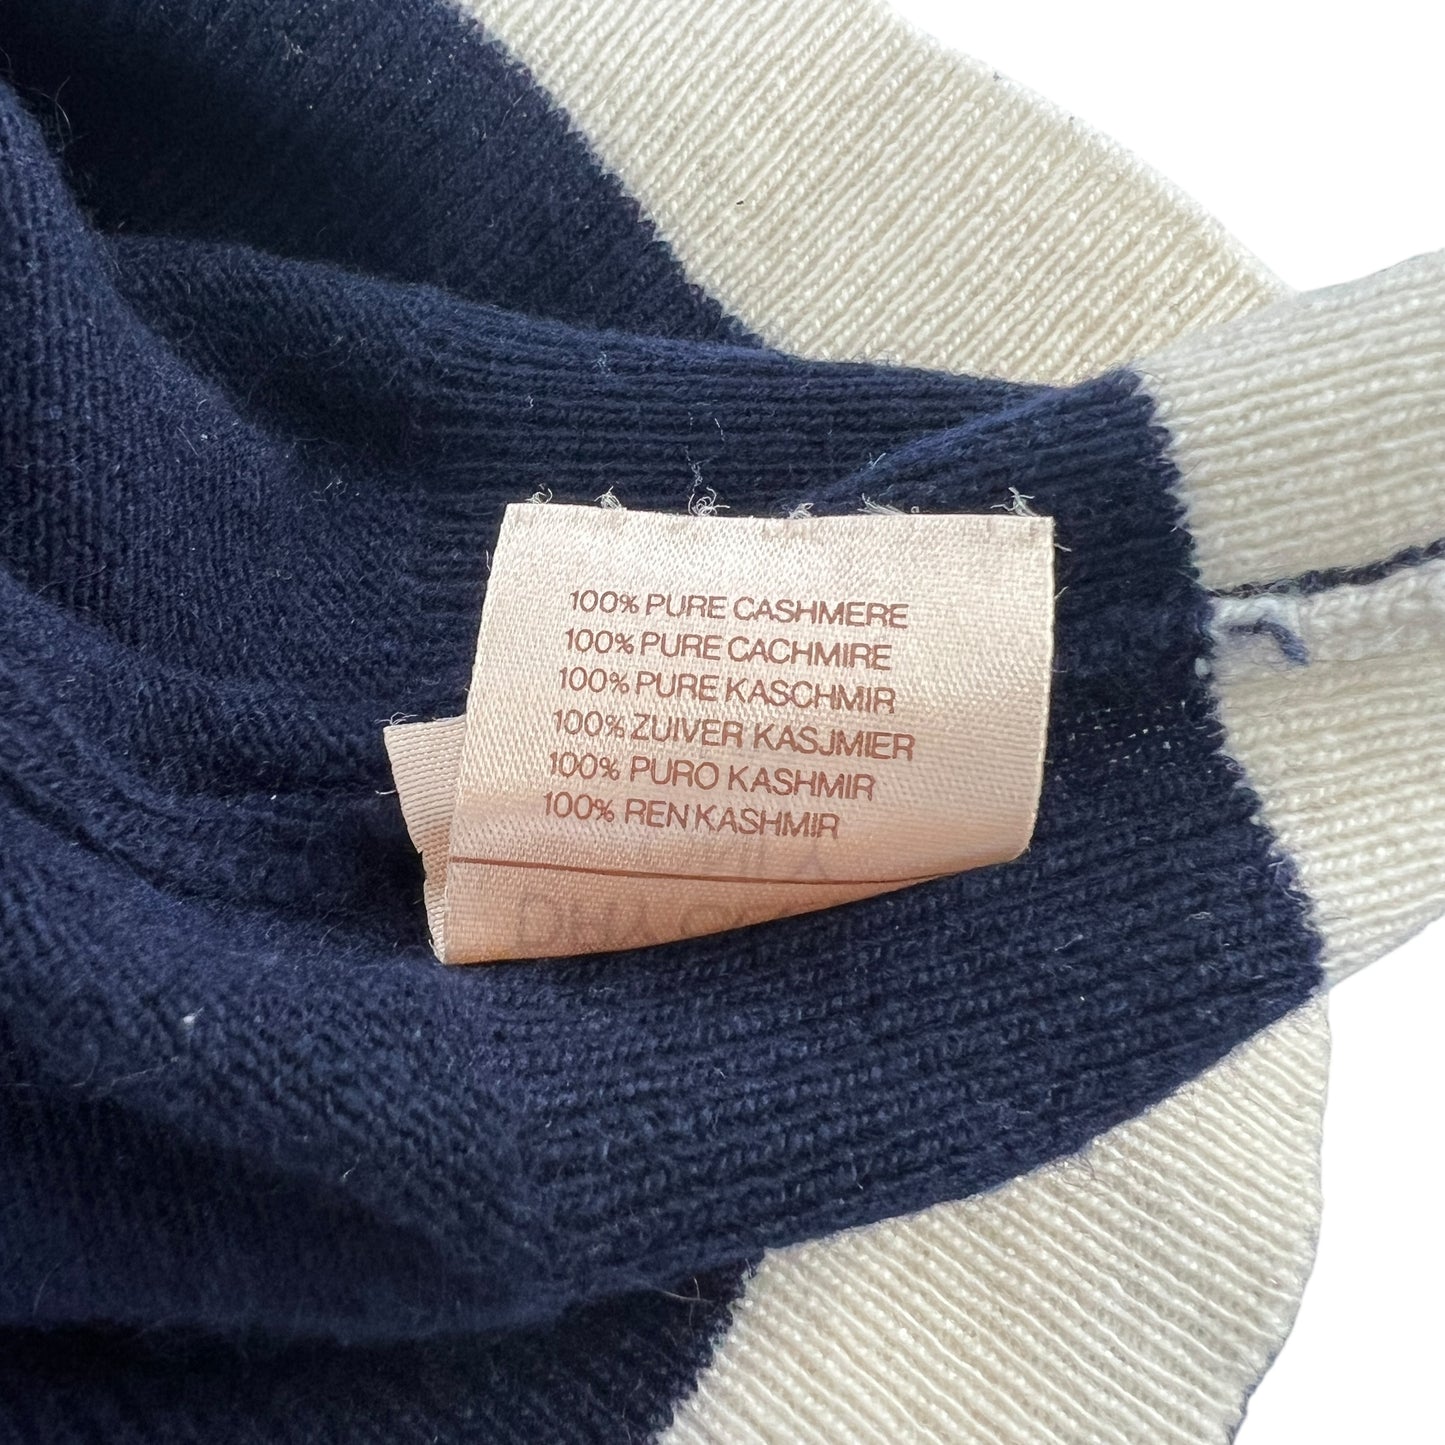 100% PURE CASHMERE
100% PURE CACHMIRE
100% PURE KASCHMIR
100% ZUIVER KASJMIER
100% PURO KASHMIR
100% REN KASHMIR